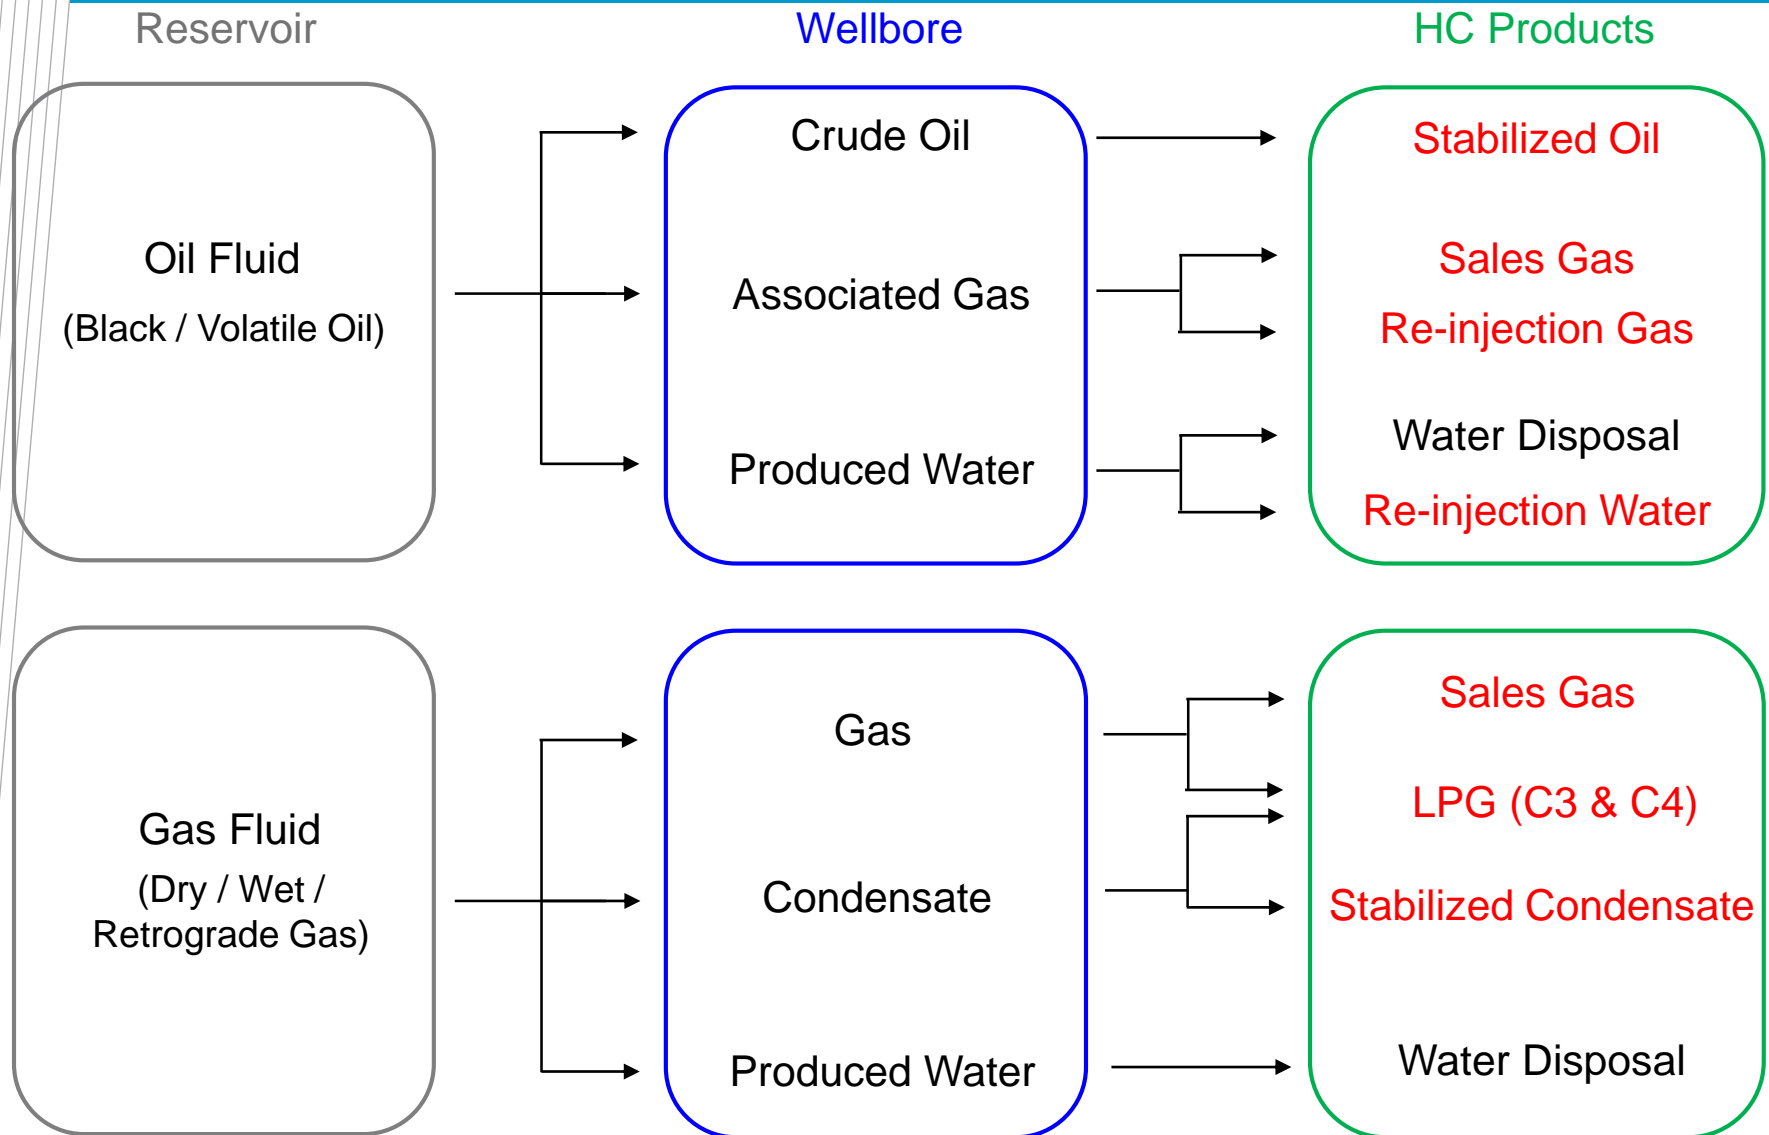 Reservoir
Wellbore
HC Products
Oil Fluid
(Black / Volatile Oil)
Crude Oil
Associated Gas
Produced Water
Stabilized Oil
Sales Gas
Re-injection Gas
Water Disposal
Re-injection Water
Gas Fluid
(Dry / Wet /
Retrograde Gas)
Gas
Condensate
Produced Water
Sales Gas
LPG (C3 & C4)
Stabilized Condensate
Water Disposal